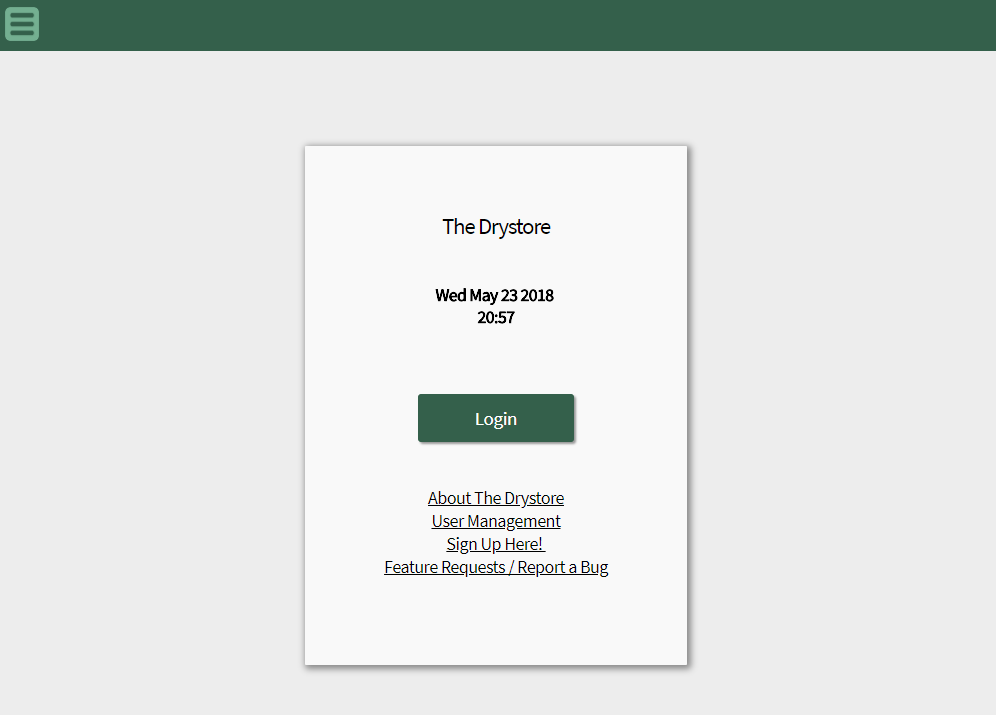 The Drystore
Wed May 23 2018
20:57
Login
About The Drystore
User Management
Sign Up Here!
Feature Requests / Report a Bug